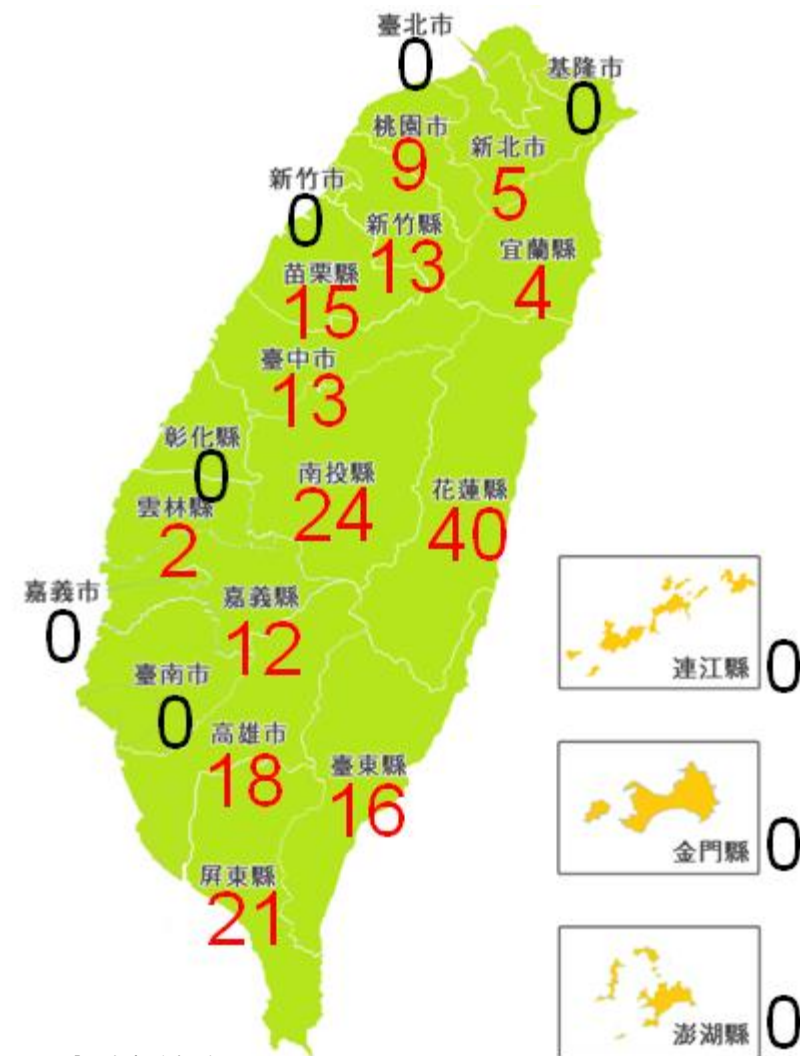 臺北市
0
基隆市
0
桃園市
9
新北市
5
新竹市
0
新竹縣
13
宜蘭縣
4
苗栗縣
15
臺中市
13
彰化縣
0
南投縣
24
花蓮縣
40
雲林縣
2
嘉義市
0
嘉義縣
12
連江縣
0
臺南市
0
高雄市
18
臺東縣
16
金門縣
0
屏東縣
21
澎湖縣
0